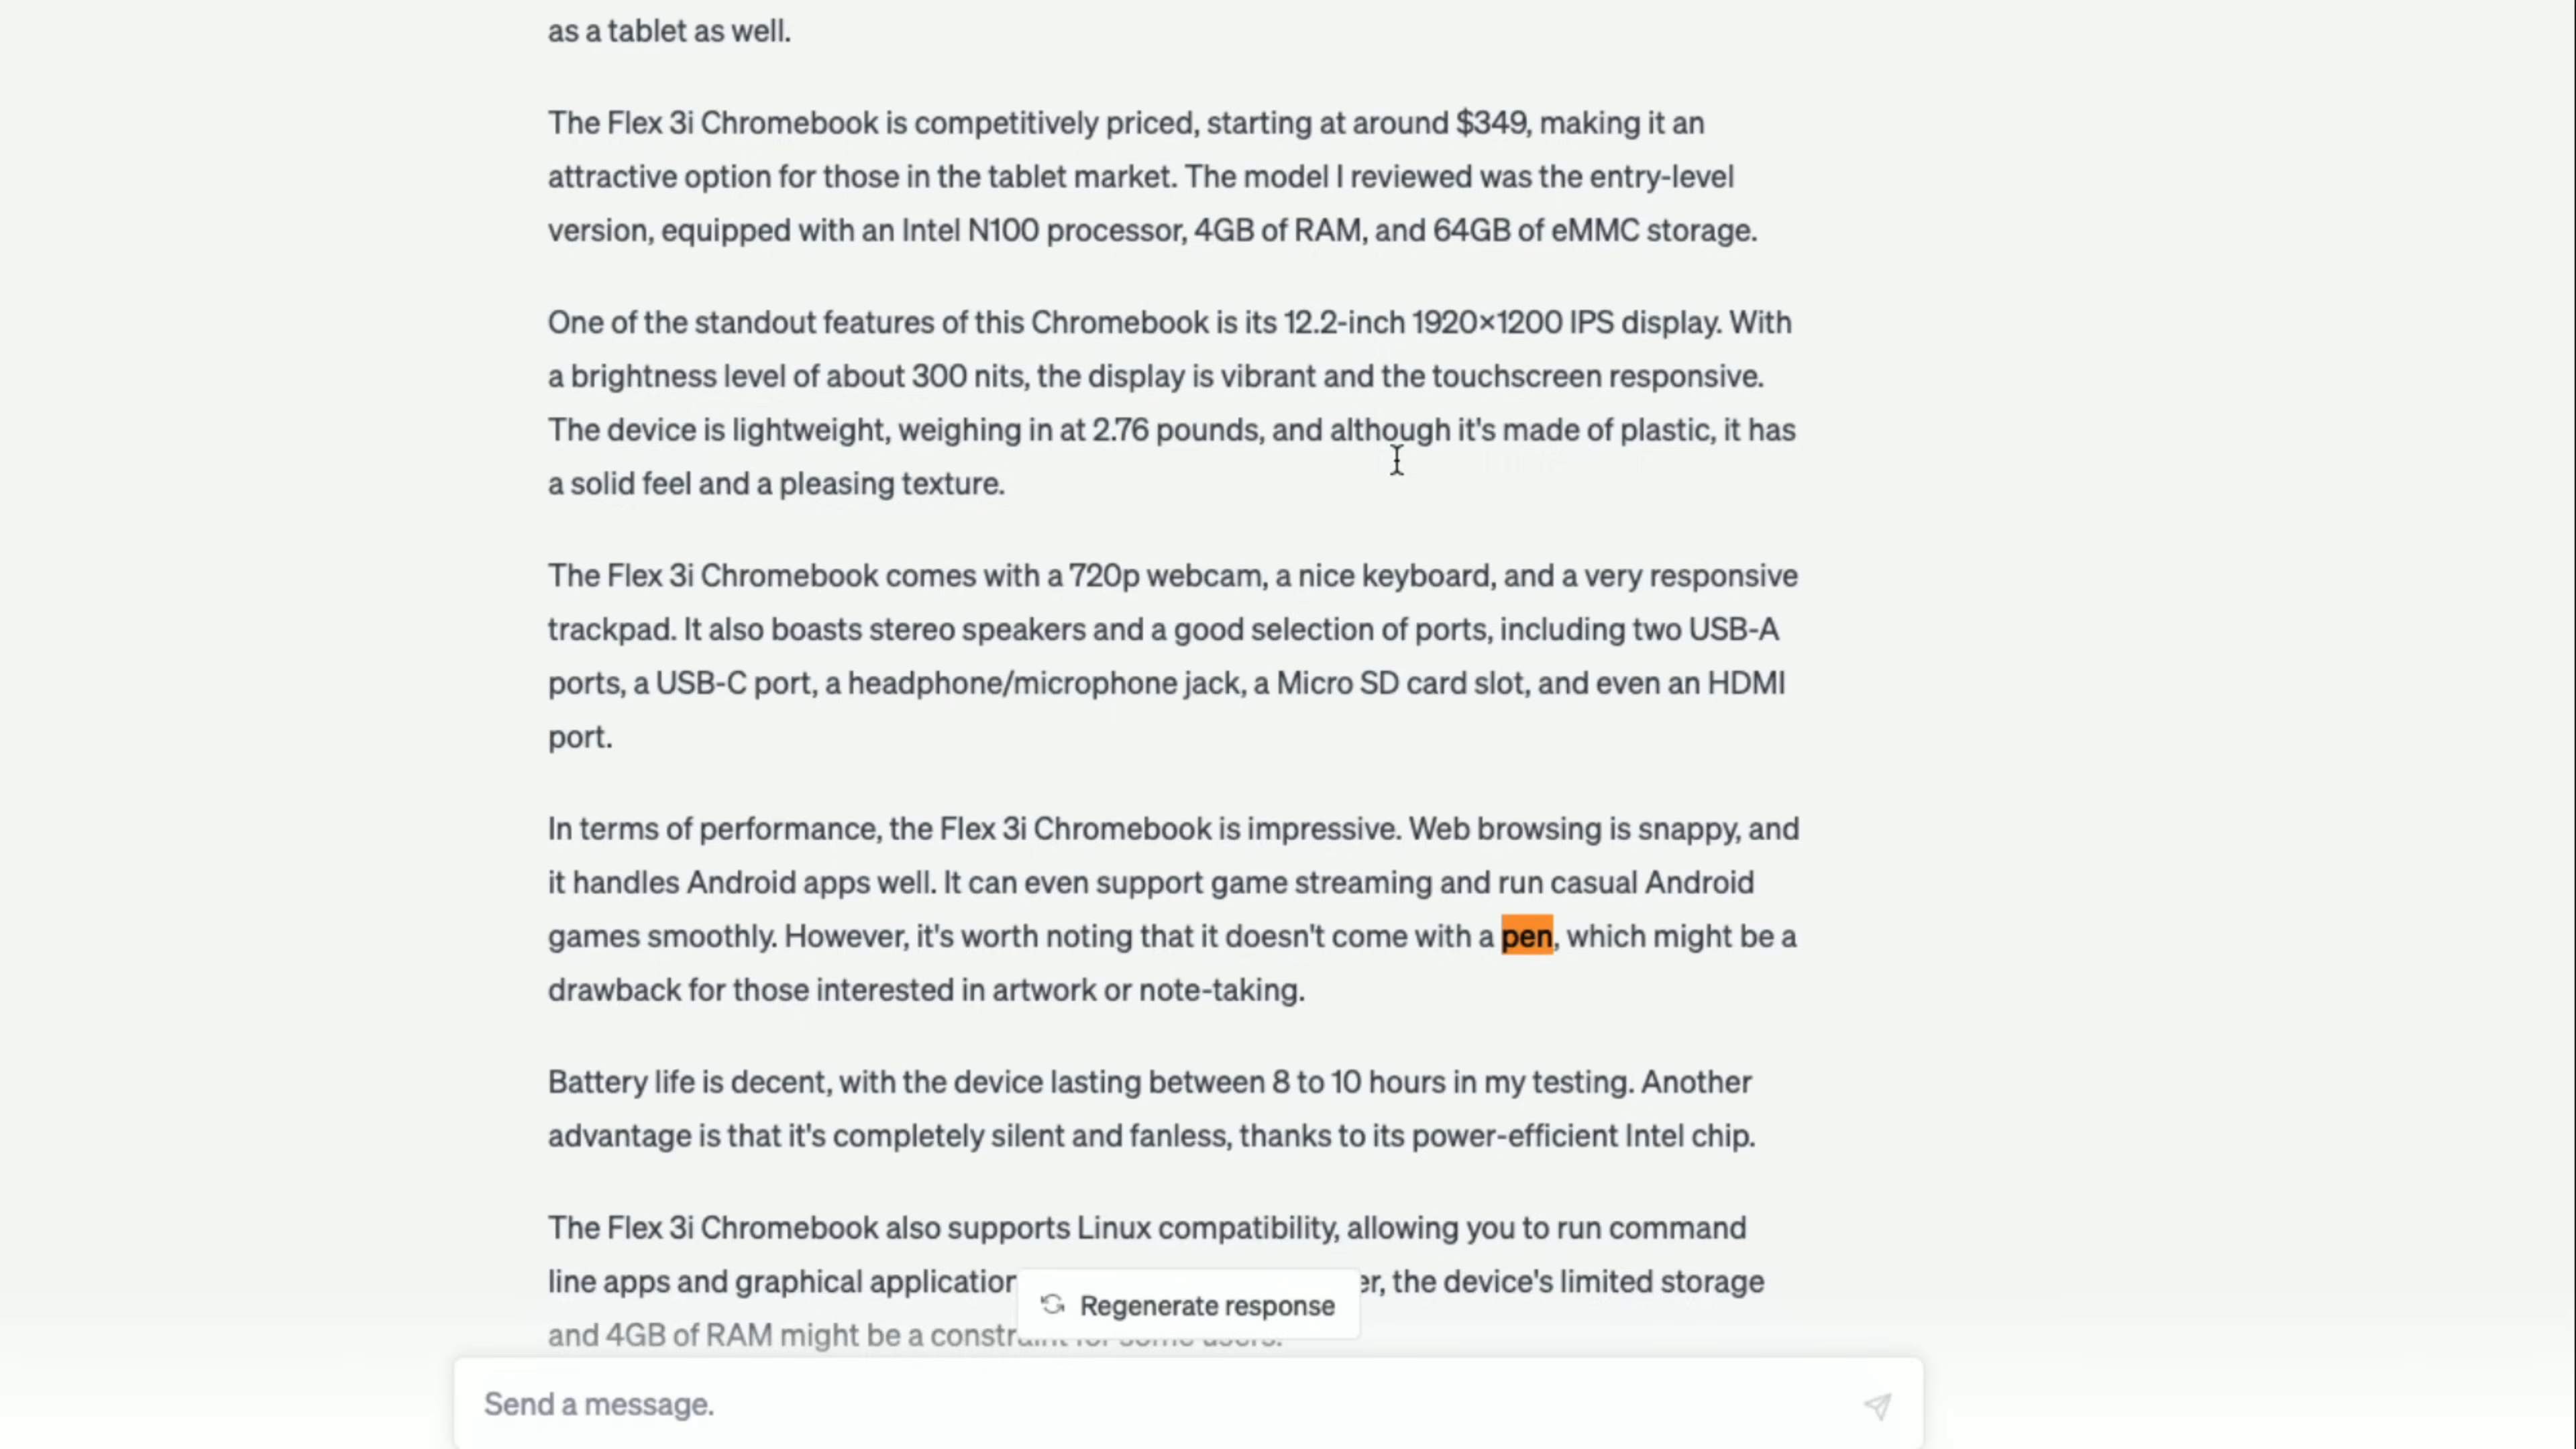 as a tablet as well.
The Flex 3i Chromebook is competitively priced, starting at around $349, making it an
attractive option for those in the tablet market. The model I reviewed was the entry-level
version, equipped with an Intel N100 processor, 4GB of RAM, and 64GB of eMMC storage.
One of the standout features of this Chromebook is its 12.2-inch 1920×1200 IPS display. With
a brightness level of about 300 nits, the display is vibrant and the touchscreen responsive.
The device is lightweight, weighing in at 2.76 pounds, and although it's made of plastic, it has
a solid feel and a pleasing texture.
The Flex 3i Chromebook comes with a 720p webcam, a nice keyboard, and a very responsive
trackpad. It also boasts stereo speakers and a good selection of ports, including two USB-A
ports, a USB-C port, a headphone/microphone jack, a Micro SD card slot, and even an HDMI
port.
In terms of performance, the Flex 3i Chromebook is impressive. Web browsing is snappy, and
it handles Android apps well. It can even support game streaming and run casual Android
games smoothly. However, it's worth noting that it doesn't come with a pen, which might be a
drawback for those interested in artwork or note-taking.
Battery life is decent, with the device lasting between 8 to 10 hours in my testing. Another
advantage is that it's completely silent and fanless, thanks to its power-efficient Intel chip.
The Flex 3i Chromebook also supports Linux compatibility, allowing you to run command
line apps and graphical the device's limited storage
and 4GB of RAM might be a for some users.
Regenerate response
Send a message.